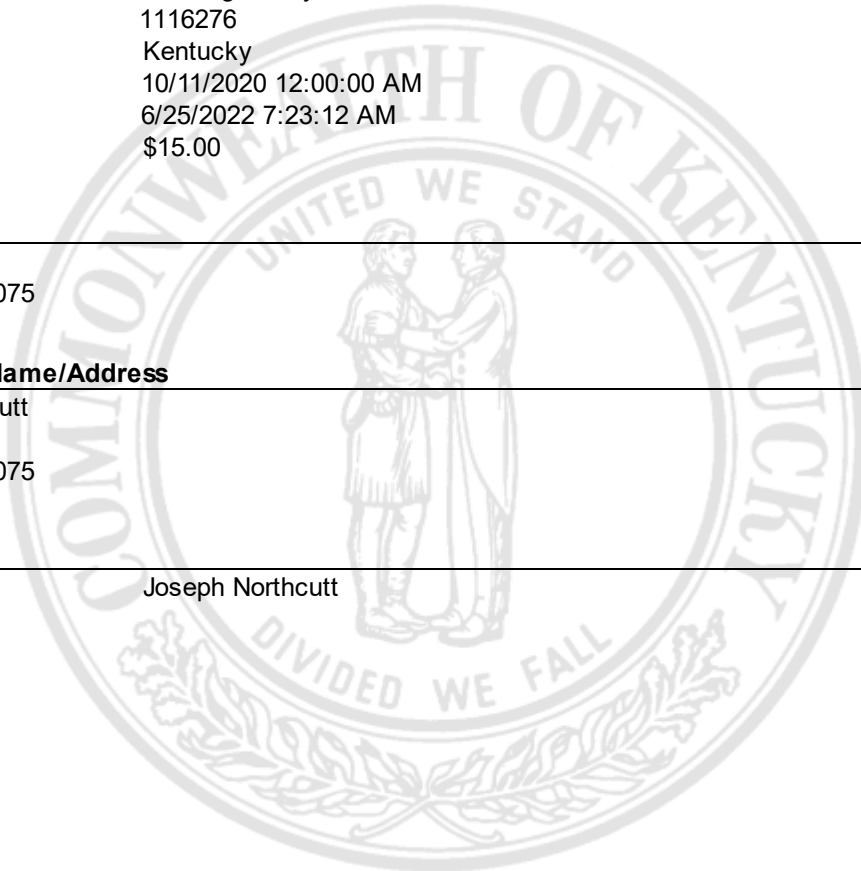 1116276
Kentucky
10/11/2020 12:00:00 AM
6/25/2022 7:23:12 AM
$15.00
075
Name/Address
utt
075
Joseph Northcutt
COMMONWEALTH OF KENTUCKY
UNITED WE STAND
DIVIDED WE FALL